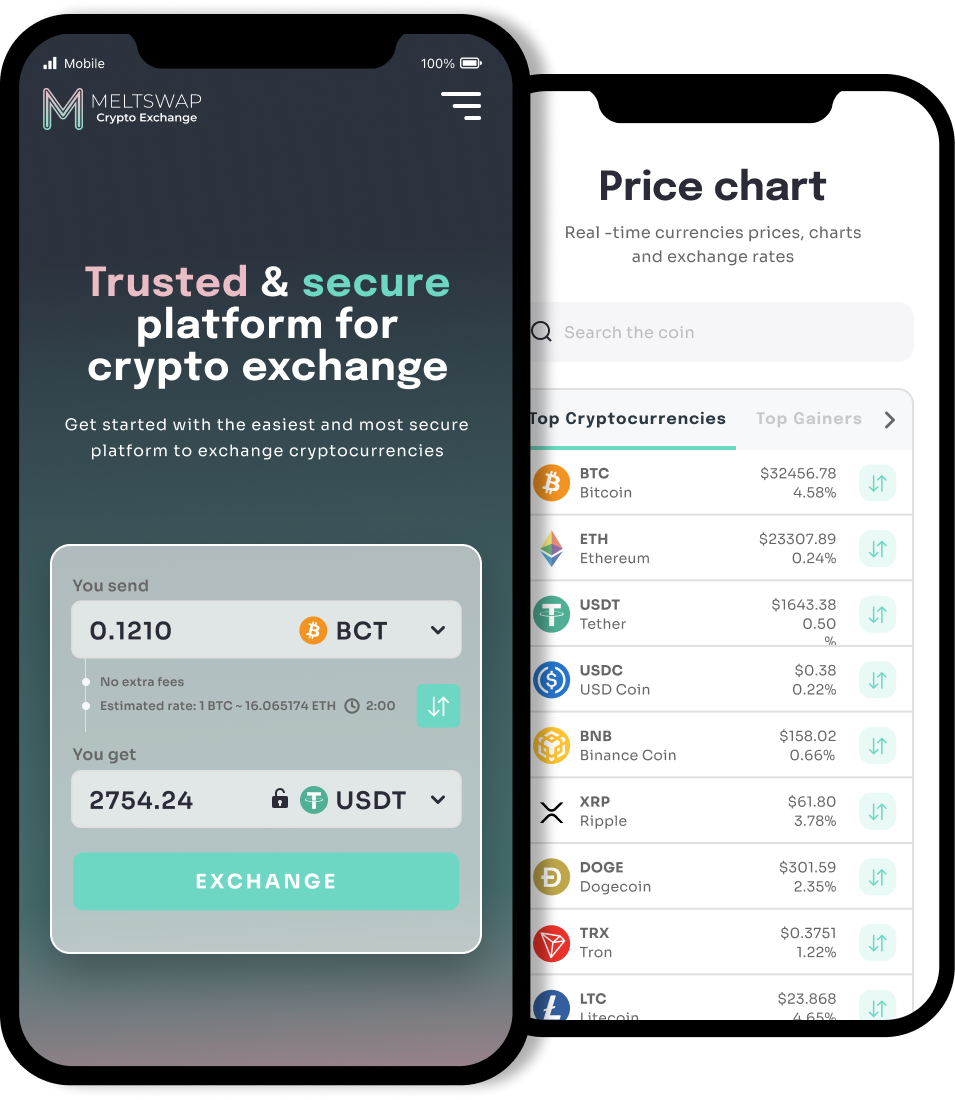 Mobile
100%
MELTSWAP
Crypto Exchange
Trusted & secure
platform for
crypto exchange
Get started with the easiest and most secure
platform to exchange cryptocurrencies
You send
0.1210 BCT
No extra fees
Estimated rate: 1 BTC ~ 16.065174 ETH 2:00
You get
2754.24 USDT
EXCHANGE
Price chart
Real -time currencies prices, charts
and exchange rates
Search the coin
Top Cryptocurrencies Top Gainers
BTC $32456.78
Bitcoin 4.58%
ETH $23307.89
Ethereum 0.24%
USDT $1643.38
Tether 0.50
%
USDC $0.38
USD Coin 0.22%
BNB $158.02
Binance Coin 0.66%
XRP $61.80
Ripple 3.78%
DOGE $301.59
Dogecoin 2.35%
TRX $0.3751
Tron 1.22%
LTC $23.868
Litecoin 4.65%